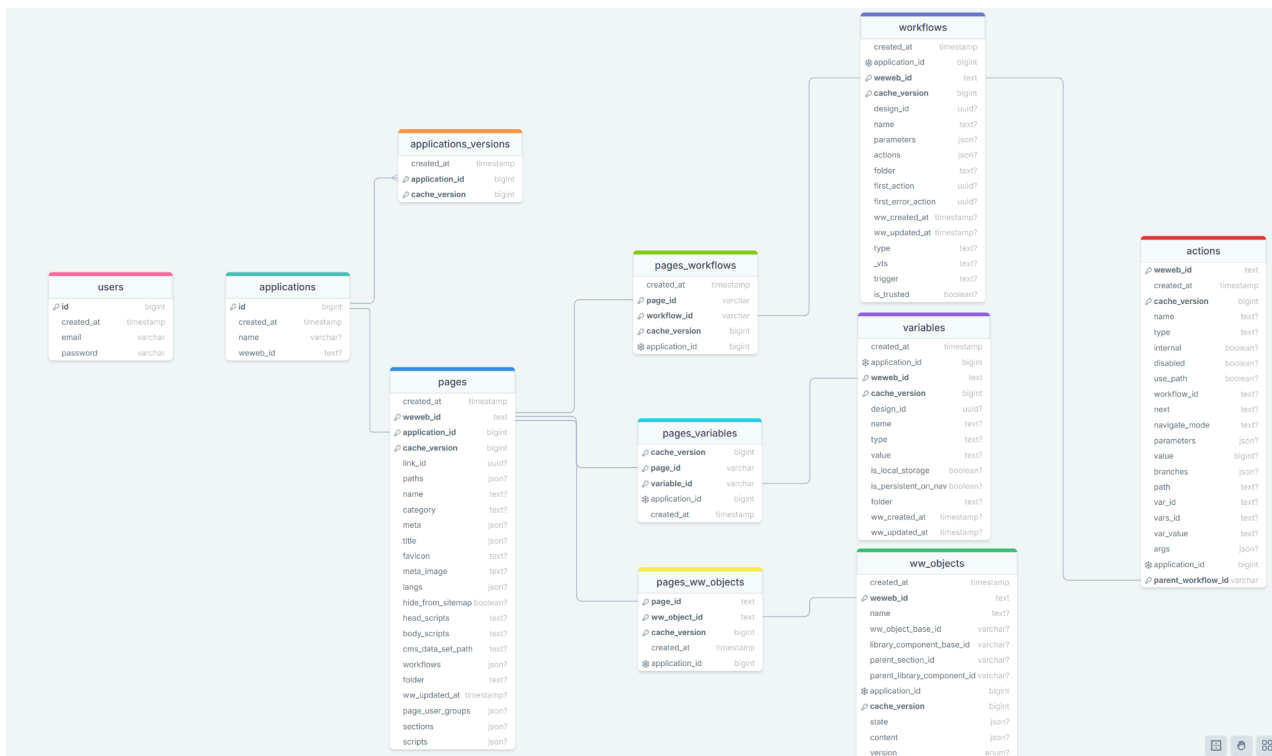 workflows
created_at timestamp
application_id bigint
weweb_id text
cache_version bigint
design_id uuid?
name text?
parameters json?
actions json?
folder text?
first_action uuid?
first_error_action uuid?
ww_created_at timestamp?
ww_updated_at timestamp?
type text?
_vts text?
trigger text?
is_trusted boolean?
applications_versions
created_at timestamp
application_id bigint
cache_version bigint
users
id bigint
created_at timestamp
email varchar
password varchar
applications
id bigint
created_at timestamp
name varchar?
weweb_id text?
pages
created_at timestamp
weweb_id text
application_id bigint
cache_version bigint
link_id uuid?
paths json?
name text?
category text?
meta json?
title json?
favicon text?
meta_image text?
langs json?
hide_from_sitemap boolean?
head_scripts text?
body_scripts text?
cms_data_set_path text?
workflows json?
folder text?
ww_updated_at timestamp?
page_user_groups json?
sections json?
scripts json?
pages_workflows
created_at timestamp
page_id varchar
workflow_id varchar
cache_version bigint
application_id bigint
pages_variables
cache_version bigint
page_id varchar
variable_id varchar
application_id bigint
created_at timestamp
pages_ww_objects
page_id text
ww_object_id text
cache_version bigint
created_at timestamp
application_id bigint
variables
created_at timestamp
application_id bigint
weweb_id text
cache_version bigint
design_id uuid?
name text?
type text?
value text?
is_local_storage boolean?
is_persistent_on_nav boolean?
folder text?
ww_created_at timestamp?
ww_updated_at timestamp?
ww_objects
created_at timestamp
weweb_id text
name text?
ww_object_base_id varchar?
library_component_base_id varchar?
parent_section_id varchar?
parent_library_component_id varchar?
application_id bigint
cache_version bigint
state json?
content json?
version enum?
actions
weweb_id text
created_at timestamp
cache_version bigint
name text?
type text?
internal boolean?
disabled boolean?
use_path boolean?
workflow_id text?
next text?
navigate_mode text?
parameters json?
value bigint?
branches json?
path text?
var_id text?
vars_id text?
var_value text?
args json?
application_id bigint
parent_workflow_id varchar